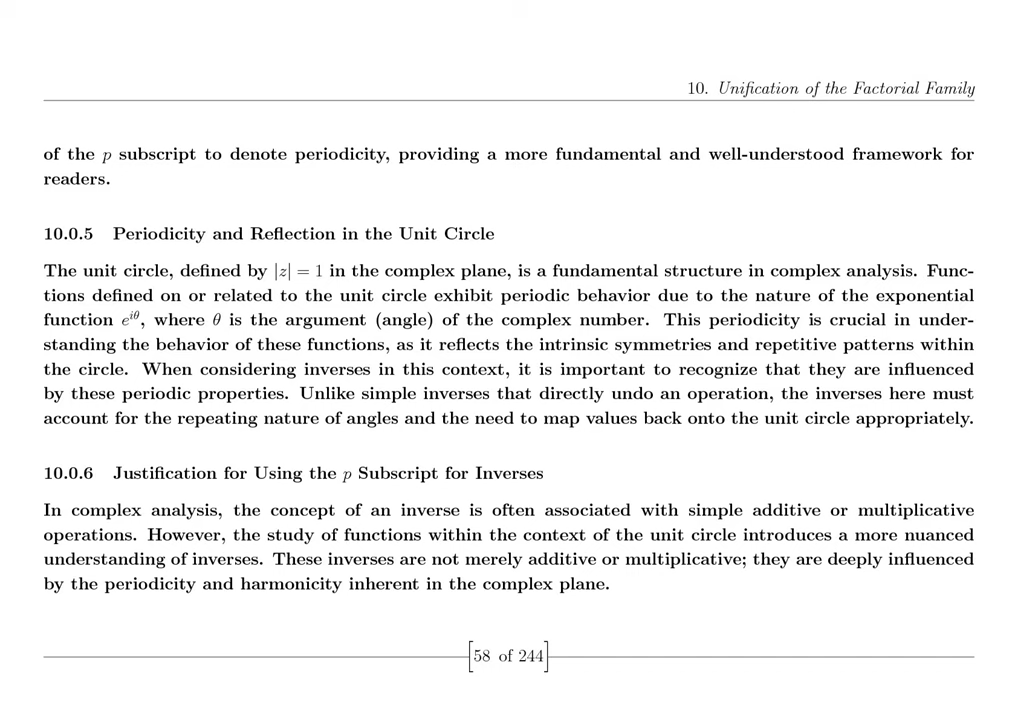 10. Unification of the Factorial Family
of the p subscript to denote periodicity, providing a more fundamental and well-understood framework for
readers.
10.0.5 Periodicity and Reflection in the Unit Circle
The unit circle, defined by |z| = 1 in the complex plane, is a fundamental structure in complex analysis. Func-
tions defined on or related to the unit circle exhibit periodic behavior due to the nature of the exponential
function e^{iθ}, where θ is the argument (angle) of the complex number. This periodicity is crucial in under-
standing the behavior of these functions, as it reflects the intrinsic symmetries and repetitive patterns within
the circle. When considering inverses in this context, it is important to recognize that they are influenced
by these periodic properties. Unlike simple inverses that directly undo an operation, the inverses here must
account for the repeating nature of angles and the need to map values back onto the unit circle appropriately.
10.0.6 Justification for Using the p Subscript for Inverses
In complex analysis, the concept of an inverse is often associated with simple additive or multiplicative
operations. However, the study of functions within the context of the unit circle introduces a more nuanced
understanding of inverses. These inverses are not merely additive or multiplicative; they are deeply influenced
by the periodicity and harmonicity inherent in the complex plane.
[58 of 244]